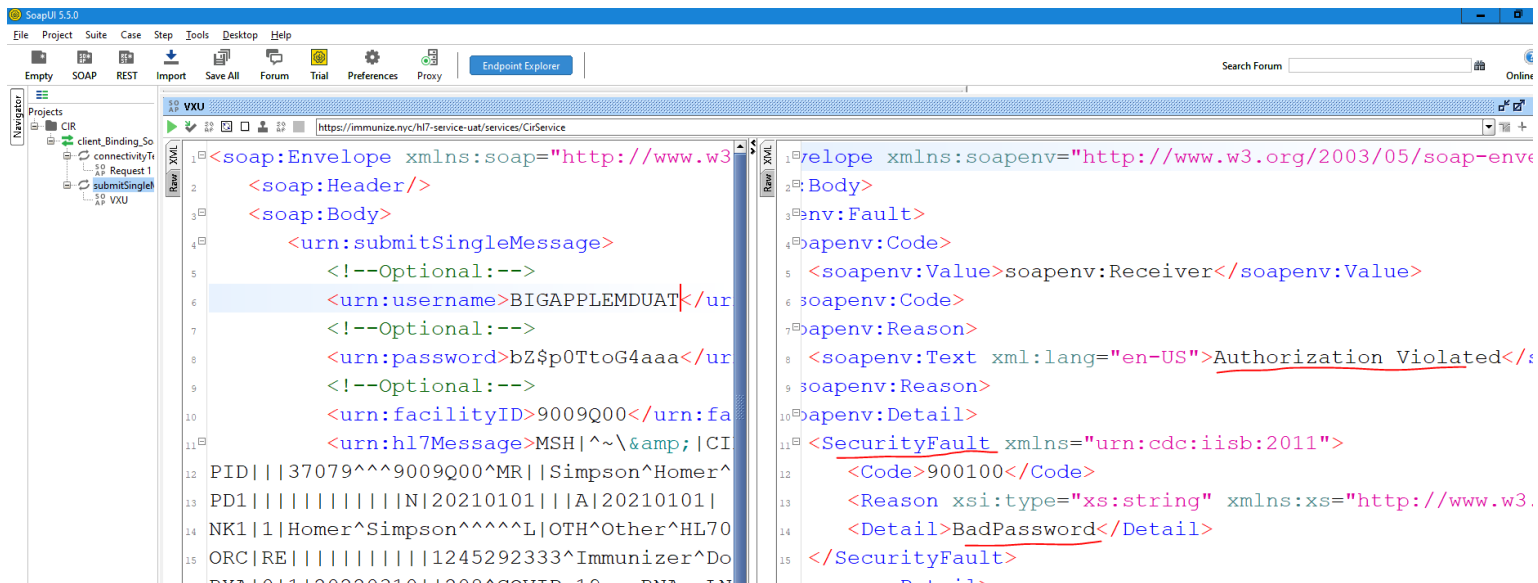 SoapUI 5.5.0
File Project Suite Case Step Tools Desktop Help
Empty SOAP REST Import Save All Forum Trial Preferences Proxy Endpoint Explorer Search Forum Online
Navigator
Projects
CIR
client_Binding_So
connectivityTe
Request 1
submitSingleM
VXU
VXU
https://immunize.nyc/hl7-service-uat/services/CirService
XML
Raw
1 <soap:Envelope xmlns:soap="http://www.w3
2 <soap:Header/>
3 <soap:Body>
4 <urn:submitSingleMessage>
5 <!--Optional:-->
6 <urn:username>BIGAPPLEMDUAT</ur
7 <!--Optional:-->
8 <urn:password>bZ$p0TtoG4aaa</ur
9 <!--Optional:-->
10 <urn:facilityID>9009Q00</urn:fa
11 <urn:hl7Message>MSH|^~\&amp;|CI
12 PID|||37079^^^9009Q00^MR||Simpson^Homer^
13 PD1||||||||||||N|20210101|||A|20210101|
14 NK1|1|Homer^Simpson^^^^^L|OTH^Other^HL70
15 ORC|RE||||||||||||1245292333^Immunizer^Do
XML
Raw
1 velope xmlns:soapenv="http://www.w3.org/2003/05/soap-enve
2 :Body>
3 env:Fault>
4 oapenv:Code>
5 <soapenv:Value>soapenv:Receiver</soapenv:Value>
6 soapenv:Code>
7 oapenv:Reason>
8 <soapenv:Text xml:lang="en-US">Authorization Violated</s
9 soapenv:Reason>
10 oapenv:Detail>
11 <SecurityFault xmlns="urn:cdc:iisb:2011">
12 <Code>900100</Code>
13 <Reason xsi:type="xs:string" xmlns:xs="http://www.w3.
14 <Detail>BadPassword</Detail>
15 </SecurityFault>